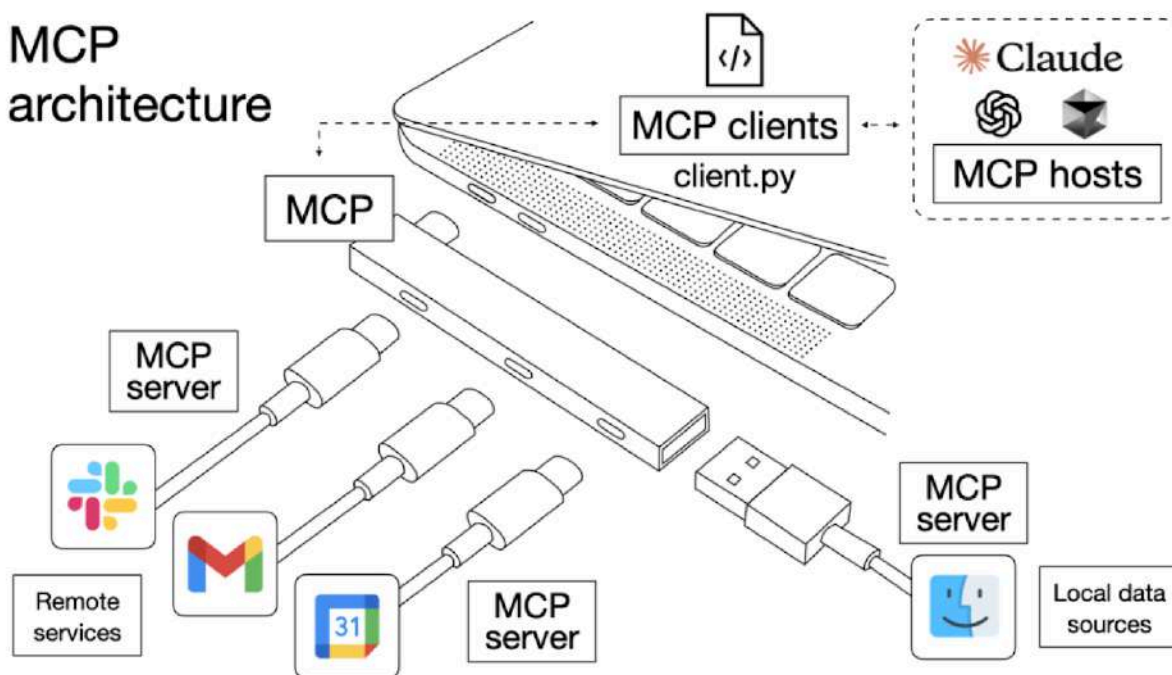 MCP
architecture
</>
MCP clients
client.py
Claude
MCP hosts
MCP
MCP
server
MCP
server
31
MCP
server
Remote
services
Local data
sources